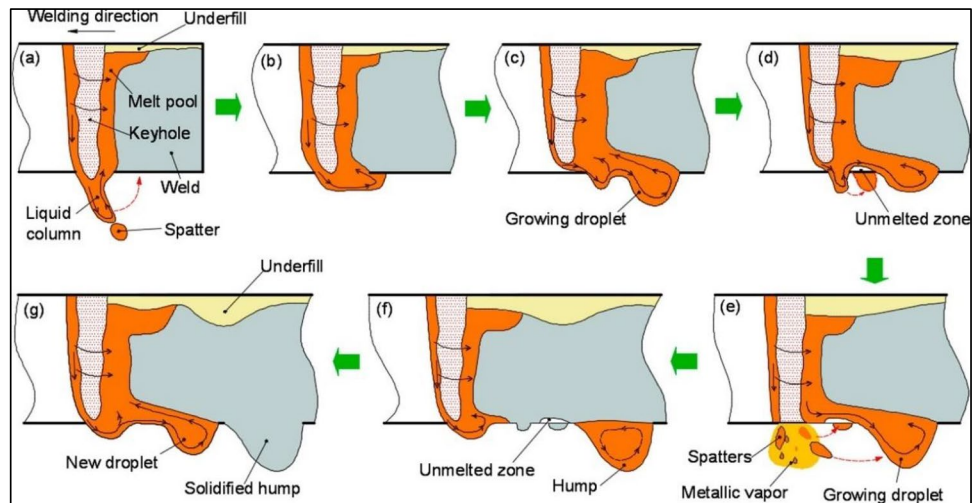 Welding direction
Underfill
(a)
Melt pool
Keyhole
Weld
Liquid
column
Spatter
(b)
(c)
Growing droplet
(d)
Unmelted
zone
Underfill
(g)
New droplet
Solidified hump
(f)
Unmelted zone
Hump
(e)
Spatters
Metallic vapor
Growing
droplet